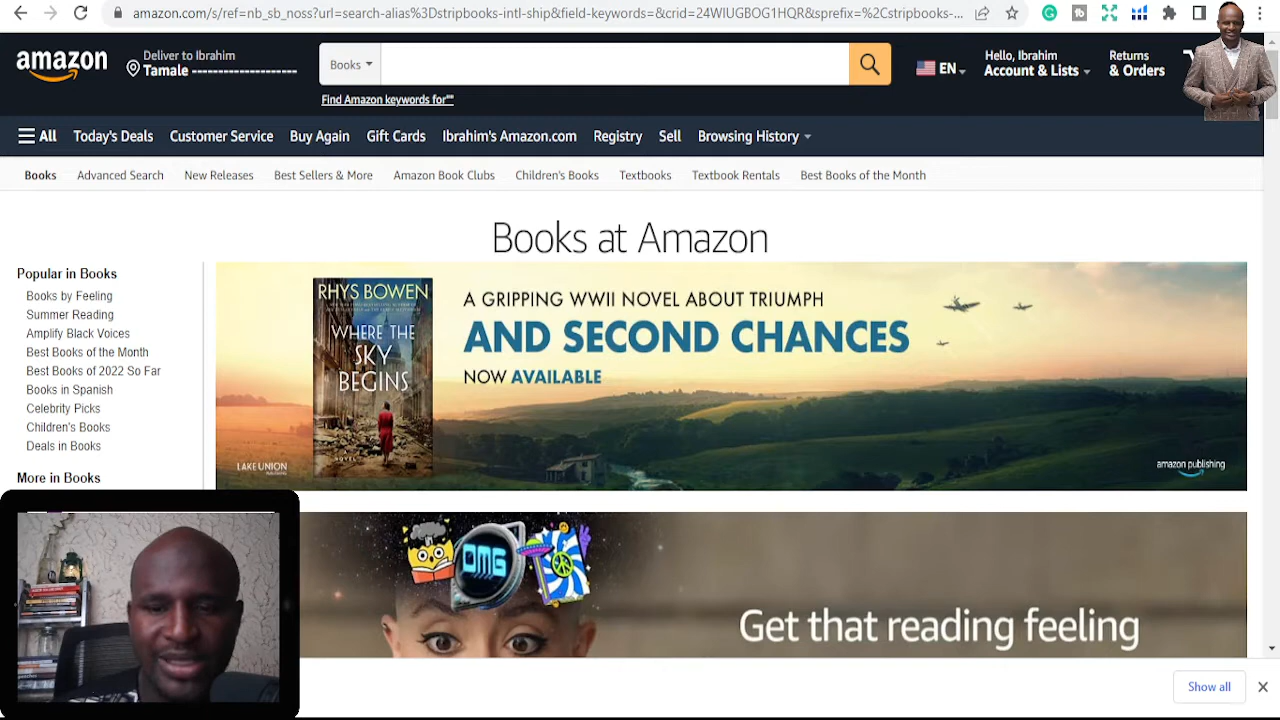 amazon.com/s/ref=nb_sb_noss?url=search-alias%3Dstripbooks-intl-ship&field-keywords=&crid=24WIUGBOG1HQR&sprefix=%2Cstripbooks-...
amazon
Deliver to Ibrahim
Tamale --------------------
Books
Find Amazon keywords for""
EN
Hello, Ibrahim
Account & Lists
Returns
& Orders
All
Today's Deals
Customer Service
Buy Again
Gift Cards
Ibrahim's Amazon.com
Registry
Sell
Browsing History
Books
Advanced Search
New Releases
Best Sellers & More
Amazon Book Clubs
Children's Books
Textbooks
Textbook Rentals
Best Books of the Month
Books at Amazon
Popular in Books
Books by Feeling
Summer Reading
Amplify Black Voices
Best Books of the Month
Best Books of 2022 So Far
Books in Spanish
Celebrity Picks
Children's Books
Deals in Books
More in Books
RHYS BOWEN
WHERE THE
SKY
BEGINS
A NOVEL
LAKE UNION
A GRIPPING WWII NOVEL ABOUT TRIUMPH
AND SECOND CHANCES
NOW AVAILABLE
amazon publishing
OMG
Get that reading feeling
Show all